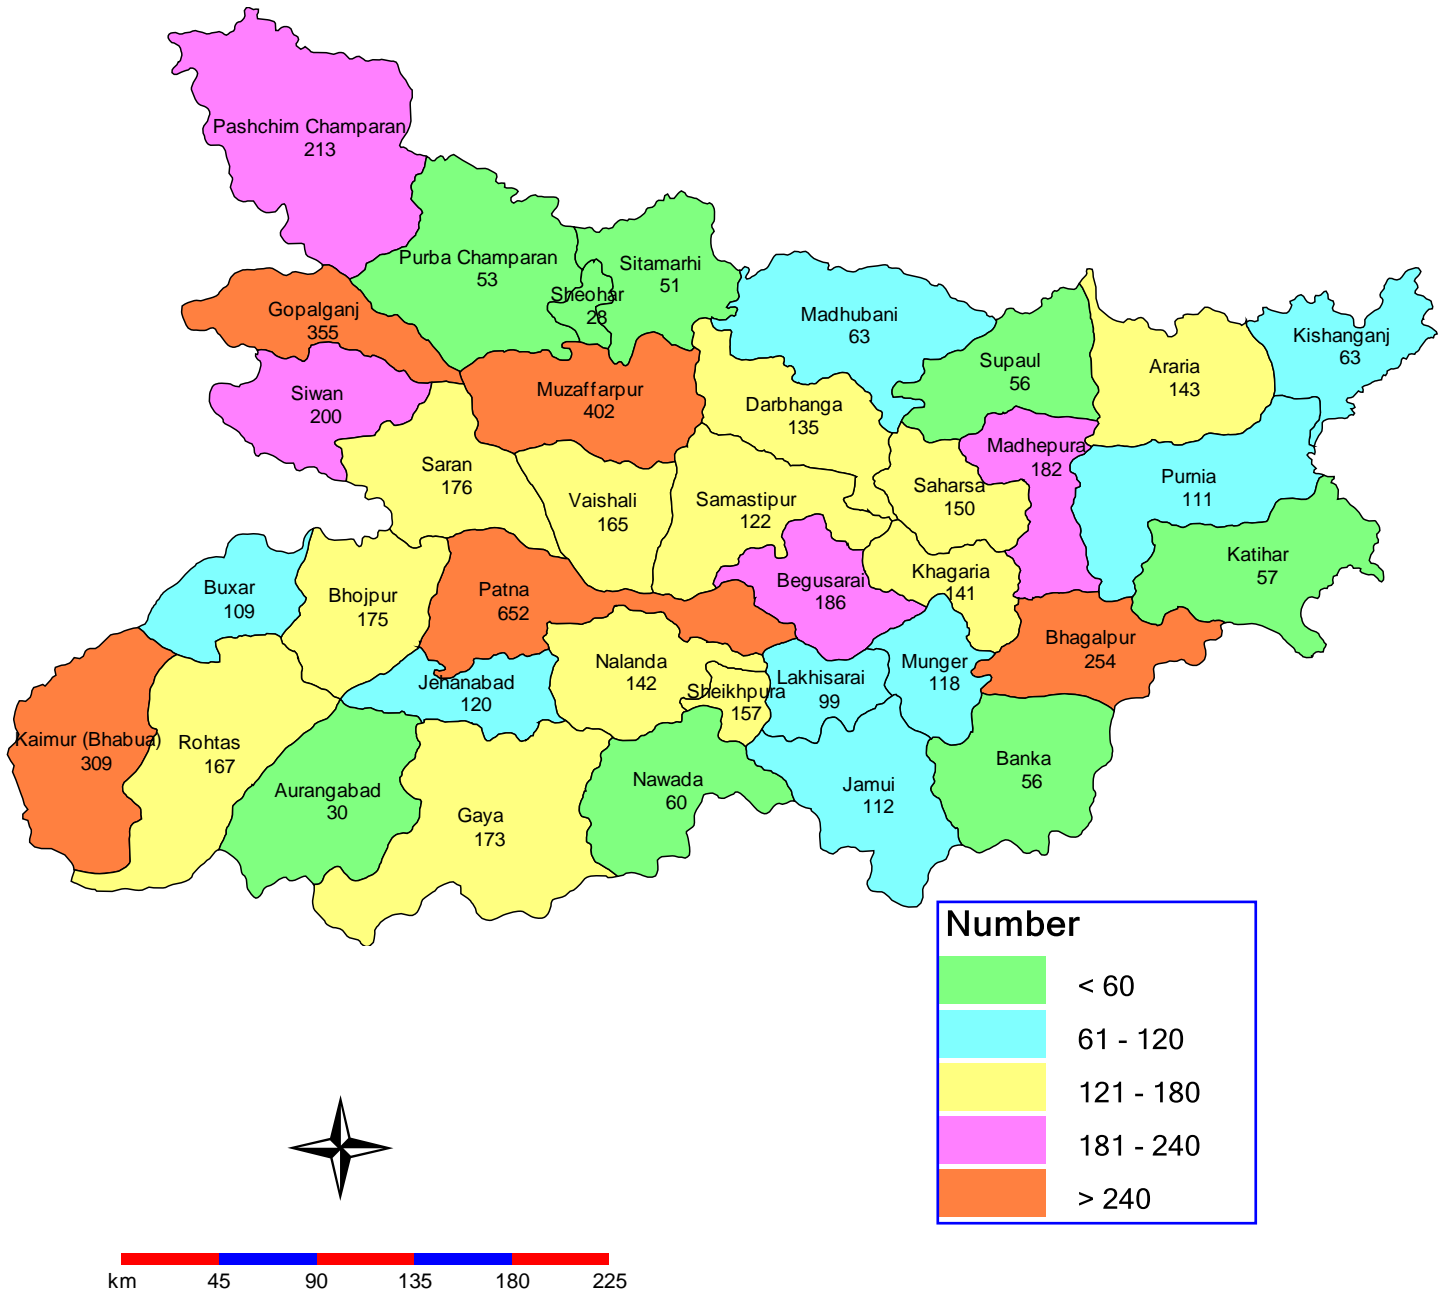 Pashchim Champaran
213
Purba Champaran
53
Sitamarhi
51
Sheohar
28
Gopalganj
355
Madhubani
63
Kishanganj
63
Supaul
56
Araria
143
Siwan
200
Muzaffarpur
402
Darbhanga
135
Madhepura
182
Saran
176
Vaishali
165
Samastipur
122
Saharsa
150
Purnia
111
Katihar
57
Buxar
109
Bhojpur
175
Patna
652
Begusarai
186
Khagaria
141
Bhagalpur
254
Nalanda
142
Munger
118
Jehanabad
120
Sheikhpura
157
Lakhisarai
99
Kaimur (Bhabua)
309
Rohtas
167
Aurangabad
30
Gaya
173
Nawada
60
Jamui
112
Banka
56
Number
< 60
61 - 120
121 - 180
181 - 240
> 240
km 45 90 135 180 225